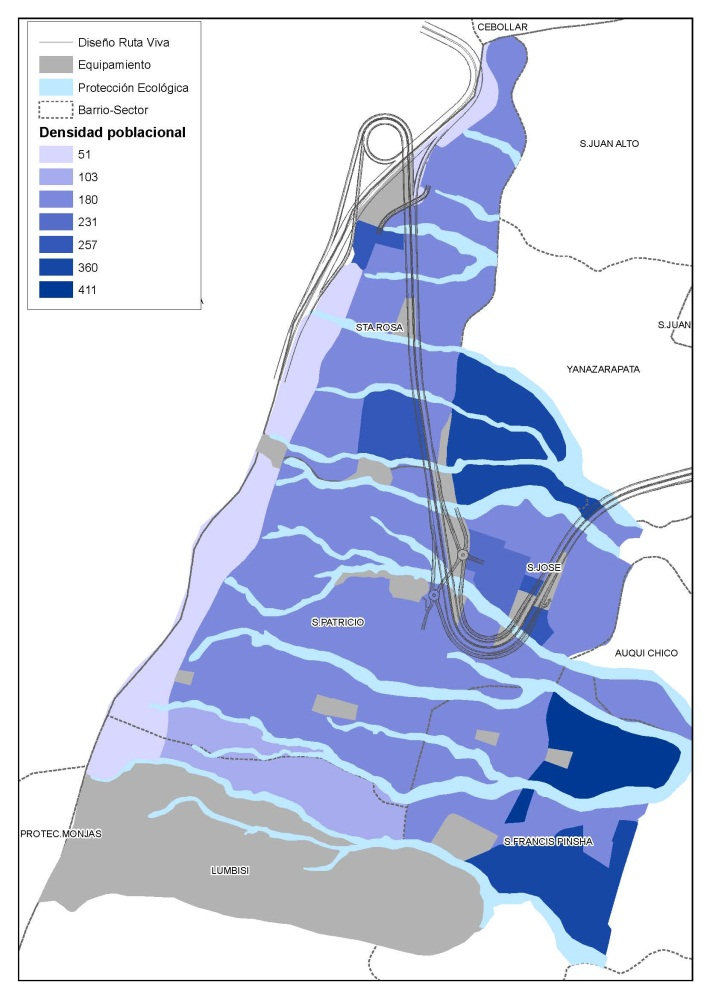 CEBOLLAR
Diseño Ruta Viva
Equipamiento
Protección Ecológica
Barrio-Sector
Densidad poblacional
51
103
180
231
257
360
411
S.JUAN ALTO
STA.ROSA
S.JUAN
YANAZARAPATA
S.JOSE
S.PATRICIO
AUQUI CHICO
PROTEC.MONJAS
S.FRANCIS PINSHA
LUMBISI